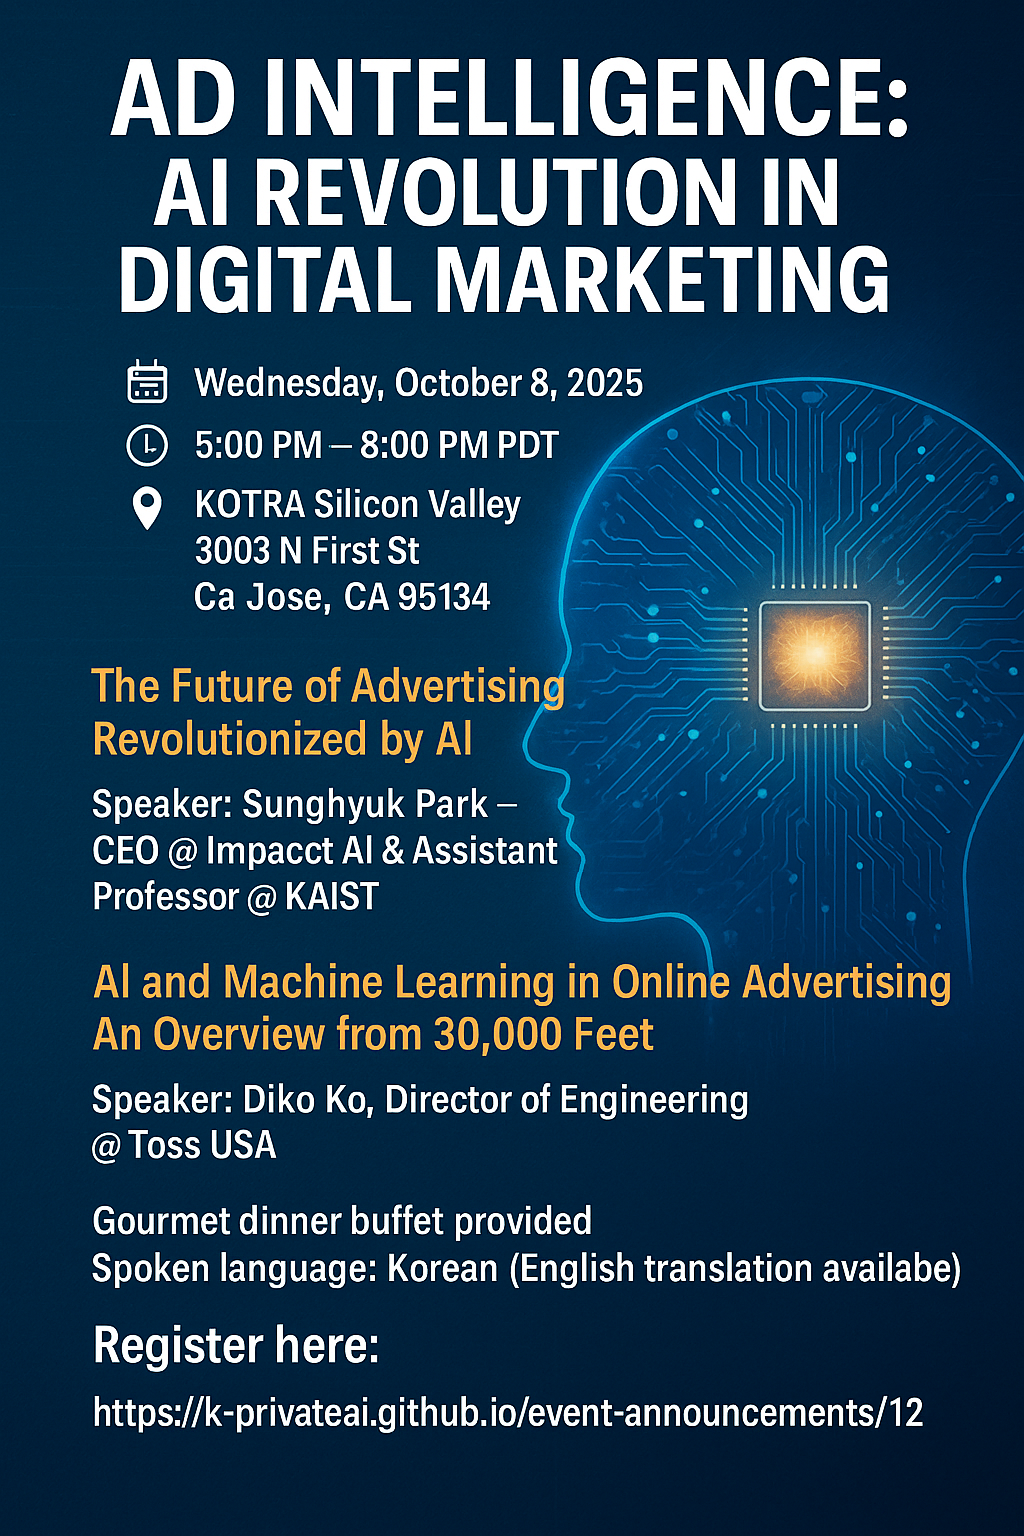 AD INTELLIGENCE:
AI REVOLUTION IN
DIGITAL MARKETING
Wednesday, October 8, 2025
5:00 PM – 8:00 PM PDT
KOTRA Silicon Valley
3003 N First St
Ca Jose, CA 95134
The Future of Advertising
Revolutionized by AI
Speaker: Sunghyuk Park –
CEO @ Impacct AI & Assistant
Professor @ KAIST
AI and Machine Learning in Online Advertising
An Overview from 30,000 Feet
Speaker: Diko Ko, Director of Engineering
@ Toss USA
Gourmet dinner buffet provided
Spoken language: Korean (English translation availabe)
Register here:
https://k-privateai.github.io/event-announcements/12